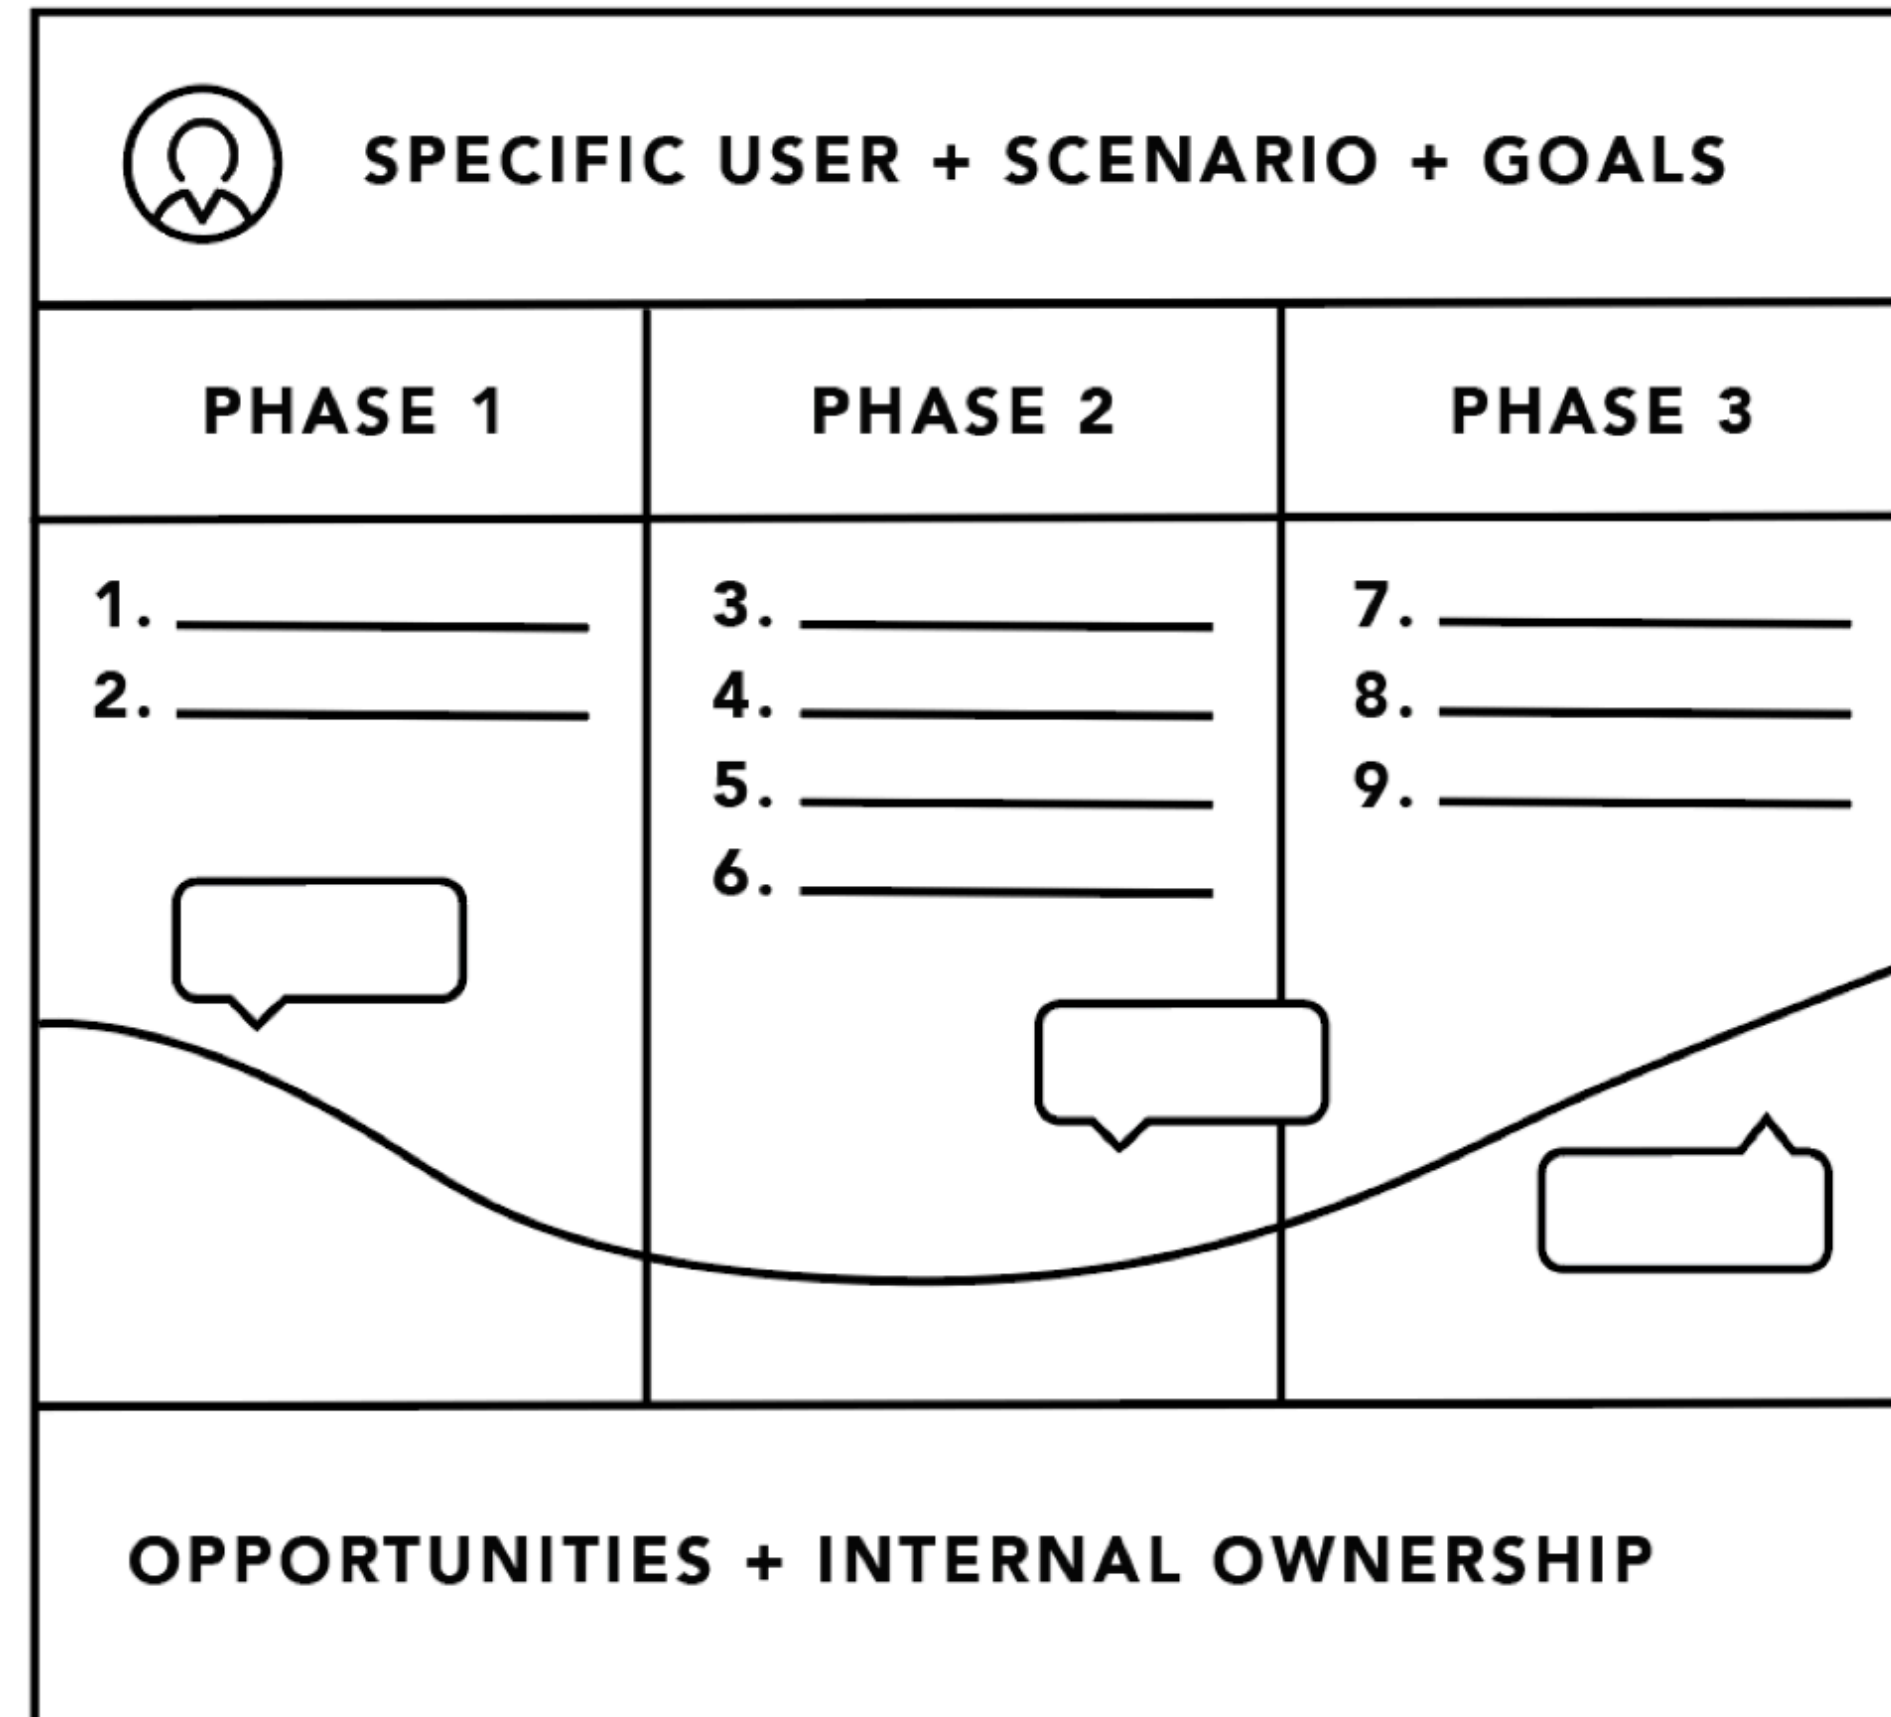 SPECIFIC USER + SCENARIO + GOALS
PHASE 1
PHASE 2
PHASE 3
1.
2.
3.
4.
5.
6.
7.
8.
9.
OPPORTUNITIES + INTERNAL OWNERSHIP